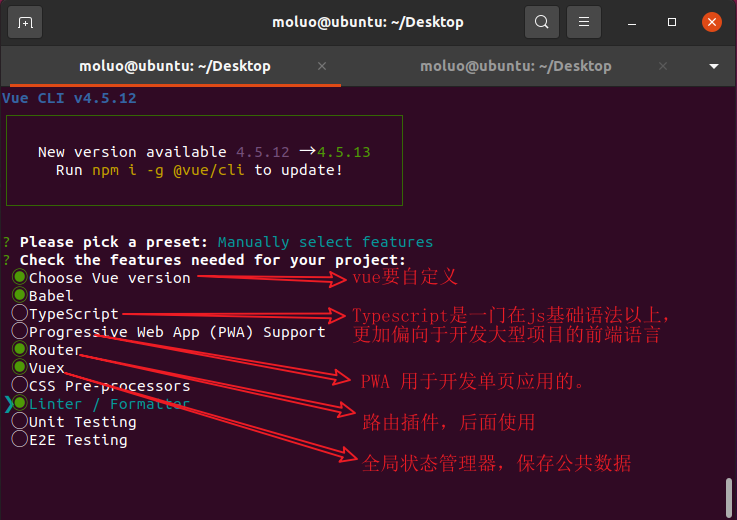 moluo@ubuntu: ~/Desktop
moluo@ubuntu: ~/Desktop
moluo@ubuntu: ~/Desktop
Vue CLI v4.5.12
New version available 4.5.12 →4.5.13
Run npm i -g @vue/cli to update!
? Please pick a preset: Manually select features
? Check the features needed for your project:
◉Choose Vue version
vue要自定义
◉Babel
◯TypeScript
Typescript是一门在js基础语法以上，
更加偏向于开发大型项目的前端语言
◯Progressive Web App (PWA) Support
◉Router
◉Vuex
PWA 用于开发单页应用的。
◯CSS Pre-processors
❯◉Linter / Formatter
路由插件，后面使用
◯Unit Testing
◯E2E Testing
全局状态管理器，保存公共数据